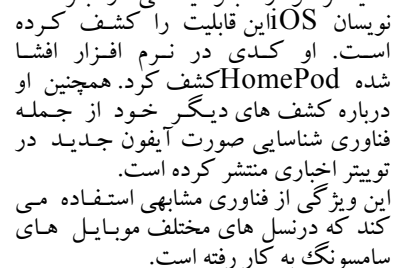 نویسان iOSاین قابلیت را کشف کرده
است. او کدی در نرم افزار افشا
شده HomePodکشف کرد. همچنین او
درباره کشف های دیگر خود از جمله
فناوری شناسایی صورت آیفون جدید در
توییتر اخباری منتشر کرده است.
این ویژگی از فناوری مشابهی استفاده می
کند که درنسل های مختلف موبایل های
سامسونگ به کار رفته است.